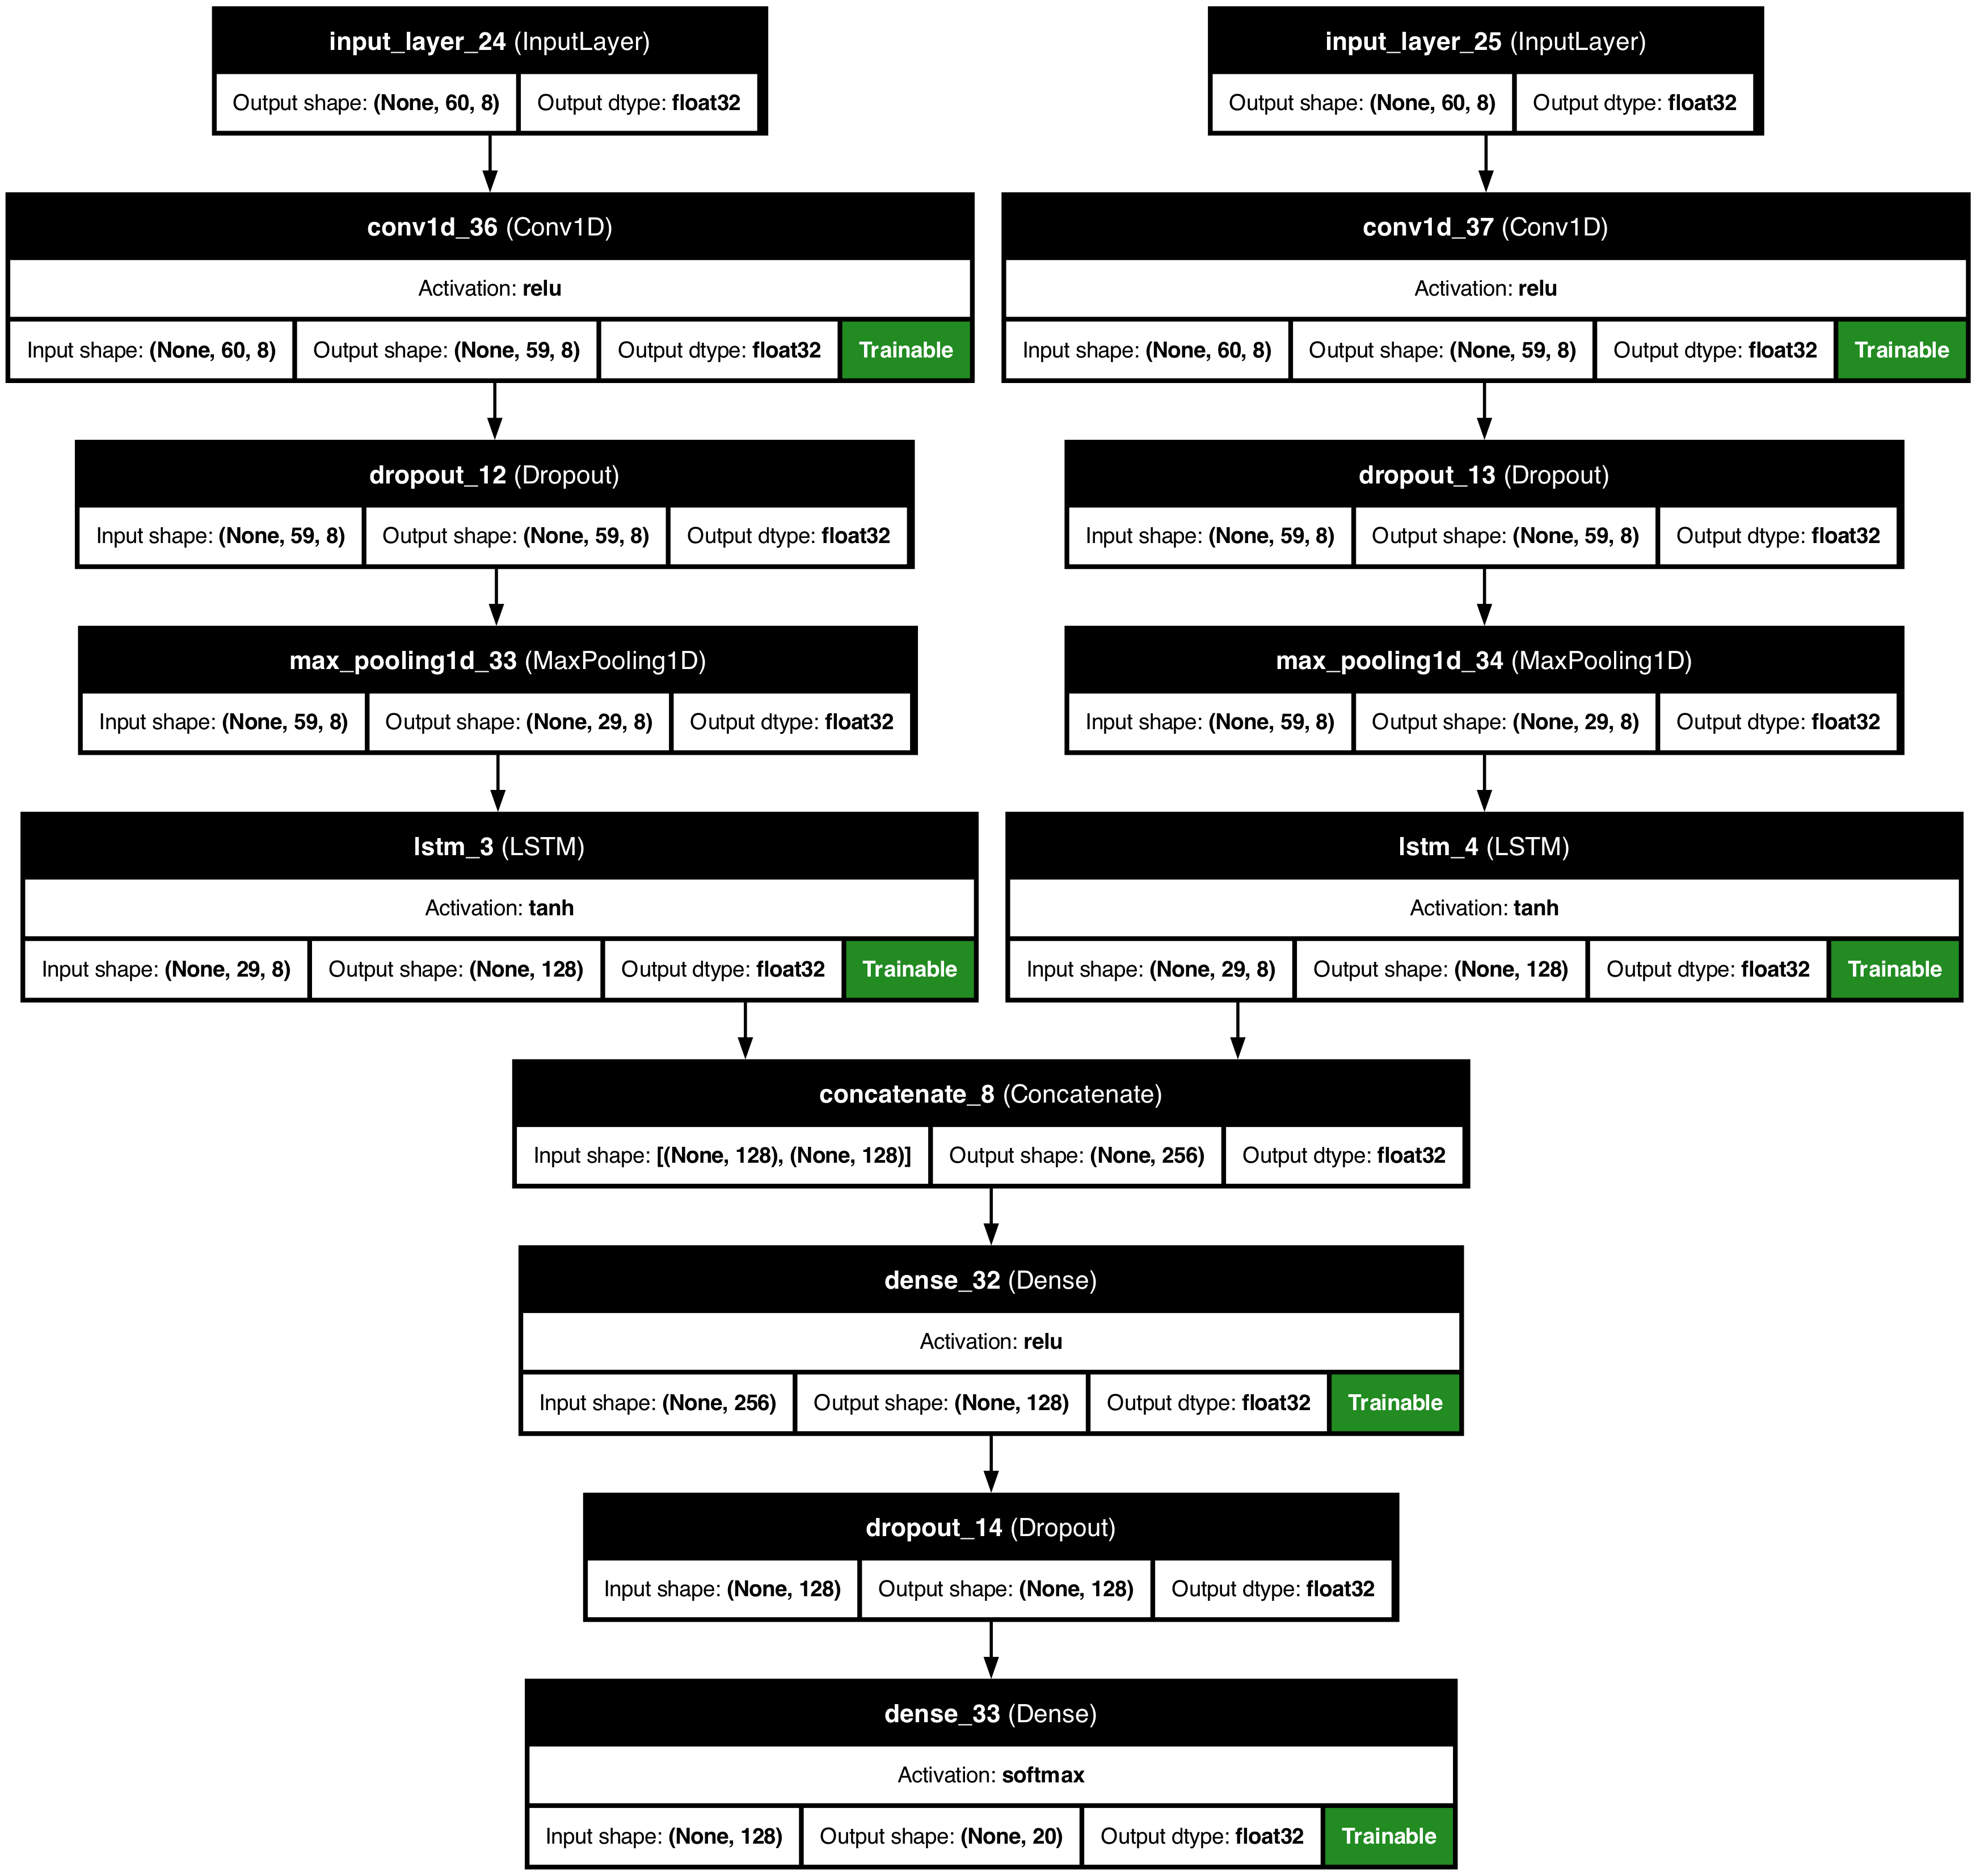 input_layer_24 (InputLayer)
Output shape: (None, 60, 8) Output dtype: float32
input_layer_25 (InputLayer)
Output shape: (None, 60, 8) Output dtype: float32
conv1d_36 (Conv1D)
Activation: relu
Input shape: (None, 60, 8) Output shape: (None, 59, 8) Output dtype: float32 Trainable
conv1d_37 (Conv1D)
Activation: relu
Input shape: (None, 60, 8) Output shape: (None, 59, 8) Output dtype: float32 Trainable
dropout_12 (Dropout)
Input shape: (None, 59, 8) Output shape: (None, 59, 8) Output dtype: float32
dropout_13 (Dropout)
Input shape: (None, 59, 8) Output shape: (None, 59, 8) Output dtype: float32
max_pooling1d_33 (MaxPooling1D)
Input shape: (None, 59, 8) Output shape: (None, 29, 8) Output dtype: float32
max_pooling1d_34 (MaxPooling1D)
Input shape: (None, 59, 8) Output shape: (None, 29, 8) Output dtype: float32
lstm_3 (LSTM)
Activation: tanh
Input shape: (None, 29, 8) Output shape: (None, 128) Output dtype: float32 Trainable
lstm_4 (LSTM)
Activation: tanh
Input shape: (None, 29, 8) Output shape: (None, 128) Output dtype: float32 Trainable
concatenate_8 (Concatenate)
Input shape: [(None, 128), (None, 128)] Output shape: (None, 256) Output dtype: float32
dense_32 (Dense)
Activation: relu
Input shape: (None, 256) Output shape: (None, 128) Output dtype: float32 Trainable
dropout_14 (Dropout)
Input shape: (None, 128) Output shape: (None, 128) Output dtype: float32
dense_33 (Dense)
Activation: softmax
Input shape: (None, 128) Output shape: (None, 20) Output dtype: float32 Trainable